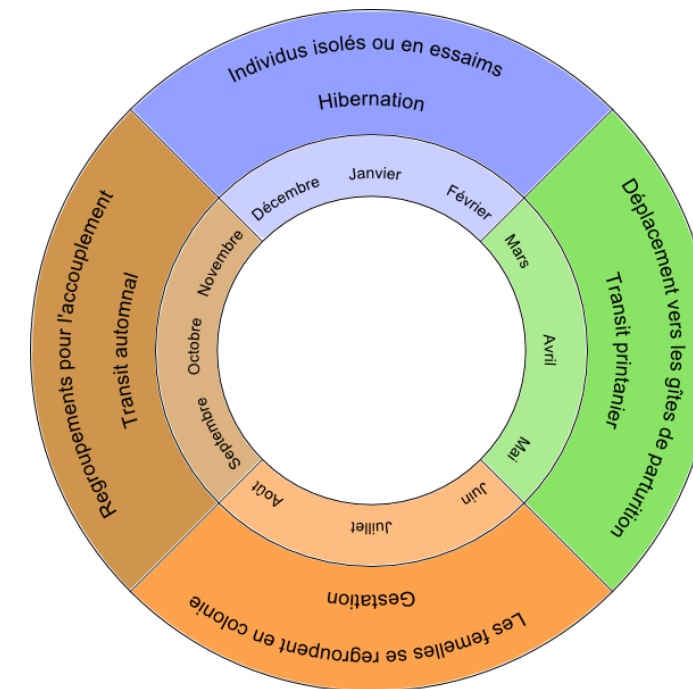 Individus isolés ou en essaims
Hibernation
Décembre
Janvier
Février
Déplacement vers les gîtes de parturition
Transit printanier
Mars
Avril
Mai
Les femelles se regroupent en colonie
Gestation
Juin
Juillet
Août
Regroupements pour l'accouplement
Transit automnal
Septembre
Octobre
Novembre